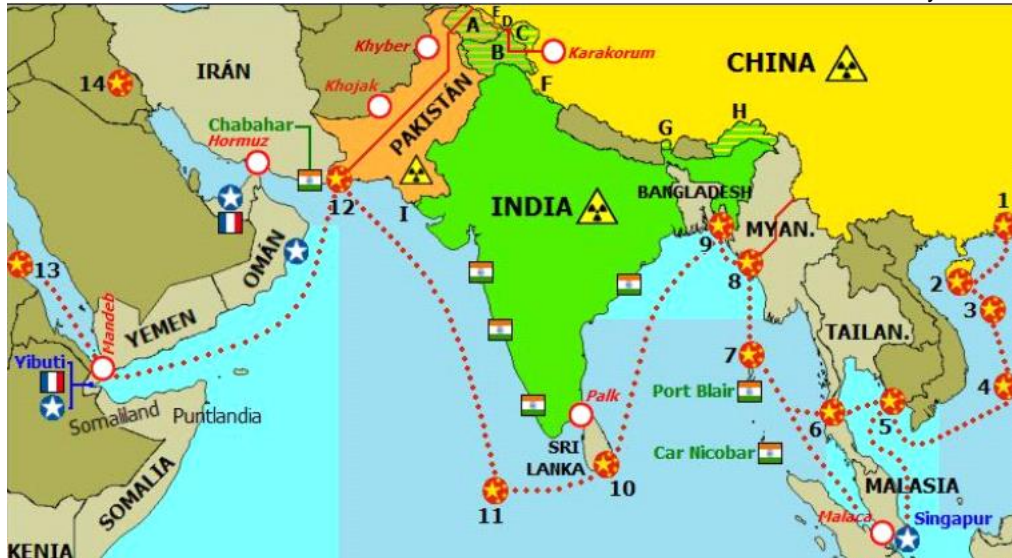 E
A
D
C
Khyber
B
Karakorum
IRÁN
CHINA
14
Khojak
F
PAKISTÁN
H
Chabahar
Hormuz
G
BANGLADESH
1
INDIA
I
12
MYAN.
9
8
2
OMÁN
3
13
Mandeb
YEMEN
TAILAN.
7
4
Yibuti
Port Blair
Palk
6
5
Somaliland
Puntlandia
SRI
LANKA
Car Nicobar
10
MALASIA
11
SOMALIA
Malaca
Singapur
KENIA